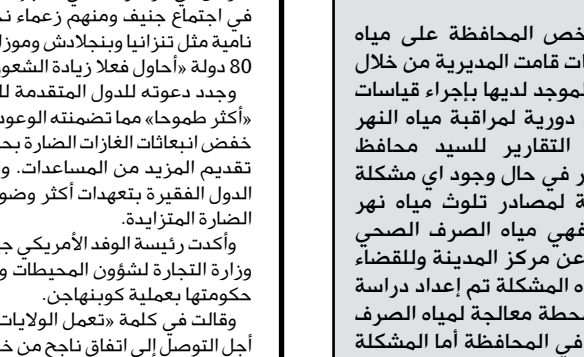 خص المحافظة على مياه
ات قامت المديرية من خلال
لموجد لديها بإجراء قياسات
دورية لمراقبة مياه النهر
التقارير للسيد محافظ
ر في حال وجود اي مشكلة
ة لمصادر تلوث مياه نهر
فهي مياه الصرف الصحي
عن مركز المدينة وللقضاء
ه المشكلة تم إعداد دراسة
حطة معالجة لمياه الصرف
في المحافظة أما المشكلة
في اجتماع جنيف ومنهم زعماء
نامية مثل تنزانيا وبنجلادش وموزا
80 دولة «أحاول فعلا زيادة الشعو
وجدد دعوته للدول المتقدمة لل
«أكثر طموحا» مما تضمنته الوعود
خفض انبعاثات الغازات الضارة بح
تقديم المزيد من المساعدات. و
الدول الفقيرة بتعهدات أكثر وضو
الضارة المتزايدة.
وأكدت رئيسة الوفد الأمريكي ج
وزارة التجارة لشؤون المحيطات و
حكومتها بعملية كوبنهاجن.
وقالت في كلمة «تعمل الولايات
أجل التوصل إلى اتفاق ناجح من خ